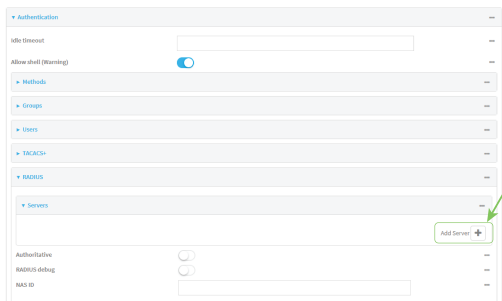 Authentication
Idle timeout
Allow shell (Warning)
Methods
Groups
Users
TACACS+
RADIUS
Servers
Add Server
Authoritative
RADIUS debug
NAS ID